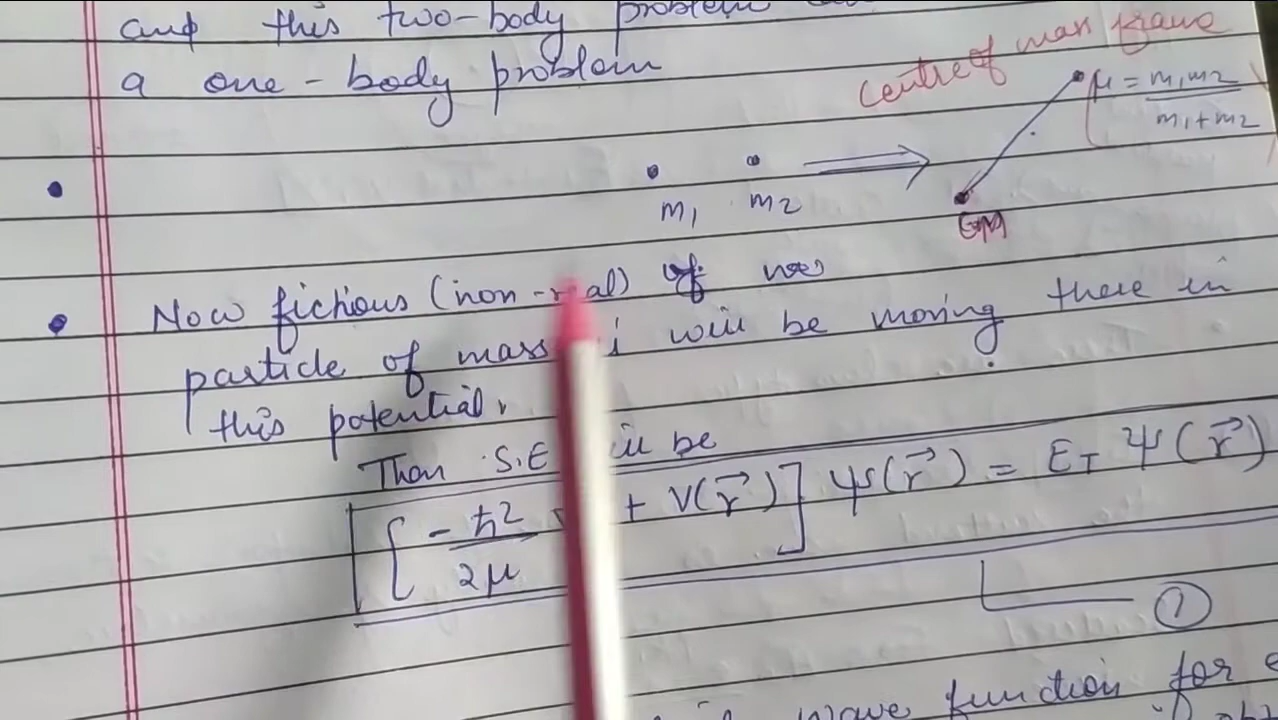 and this two-body problem
a one-body problem
Centre of mass frame
μ = m₁m₂ / m₁+m₂
m₁ m₂
CM
Now fictious (non-real) of
particle of mass will be moving there in
this potential.
Then S.E will be
[-ħ²/2μ + V(r⃗)] ψ(r⃗) = E_T ψ(r⃗)
1
wave function for